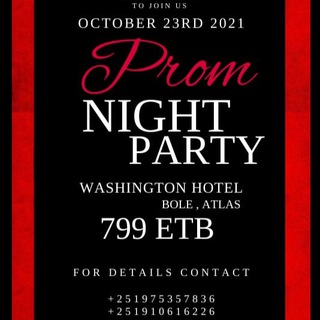 TO JOIN US
OCTOBER 23RD 2021
Prom
NIGHT
PARTY
WASHINGTON HOTEL
BOLE , ATLAS
799 ETB
FOR DETAILS CONTACT
+251975357836
+251910616226